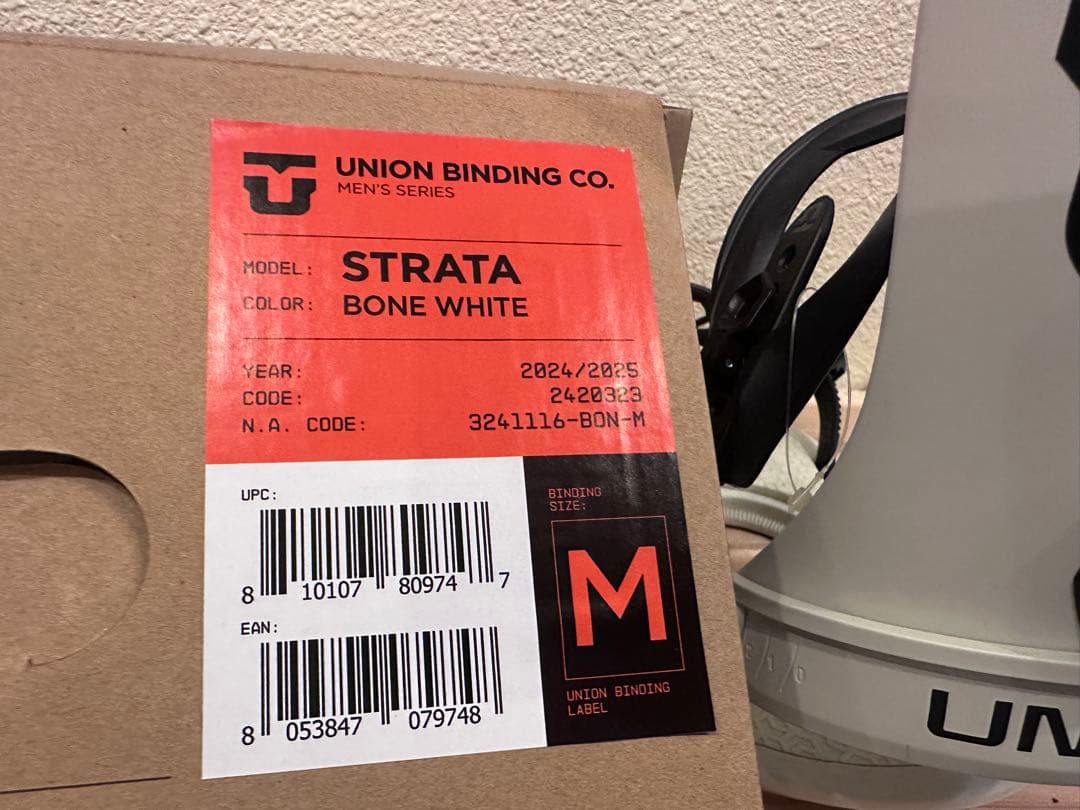 UNION BINDING CO.
MEN'S SERIES
MODEL: STRATA
COLOR: BONE WHITE
YEAR: 2024/2025
CODE: 2420323
N.A. CODE: 3241116-BON-M
UPC:
8 10107 80974 7
EAN:
8 053847 079748
BINDING
SIZE:
M
UNION BINDING
LABEL
UN